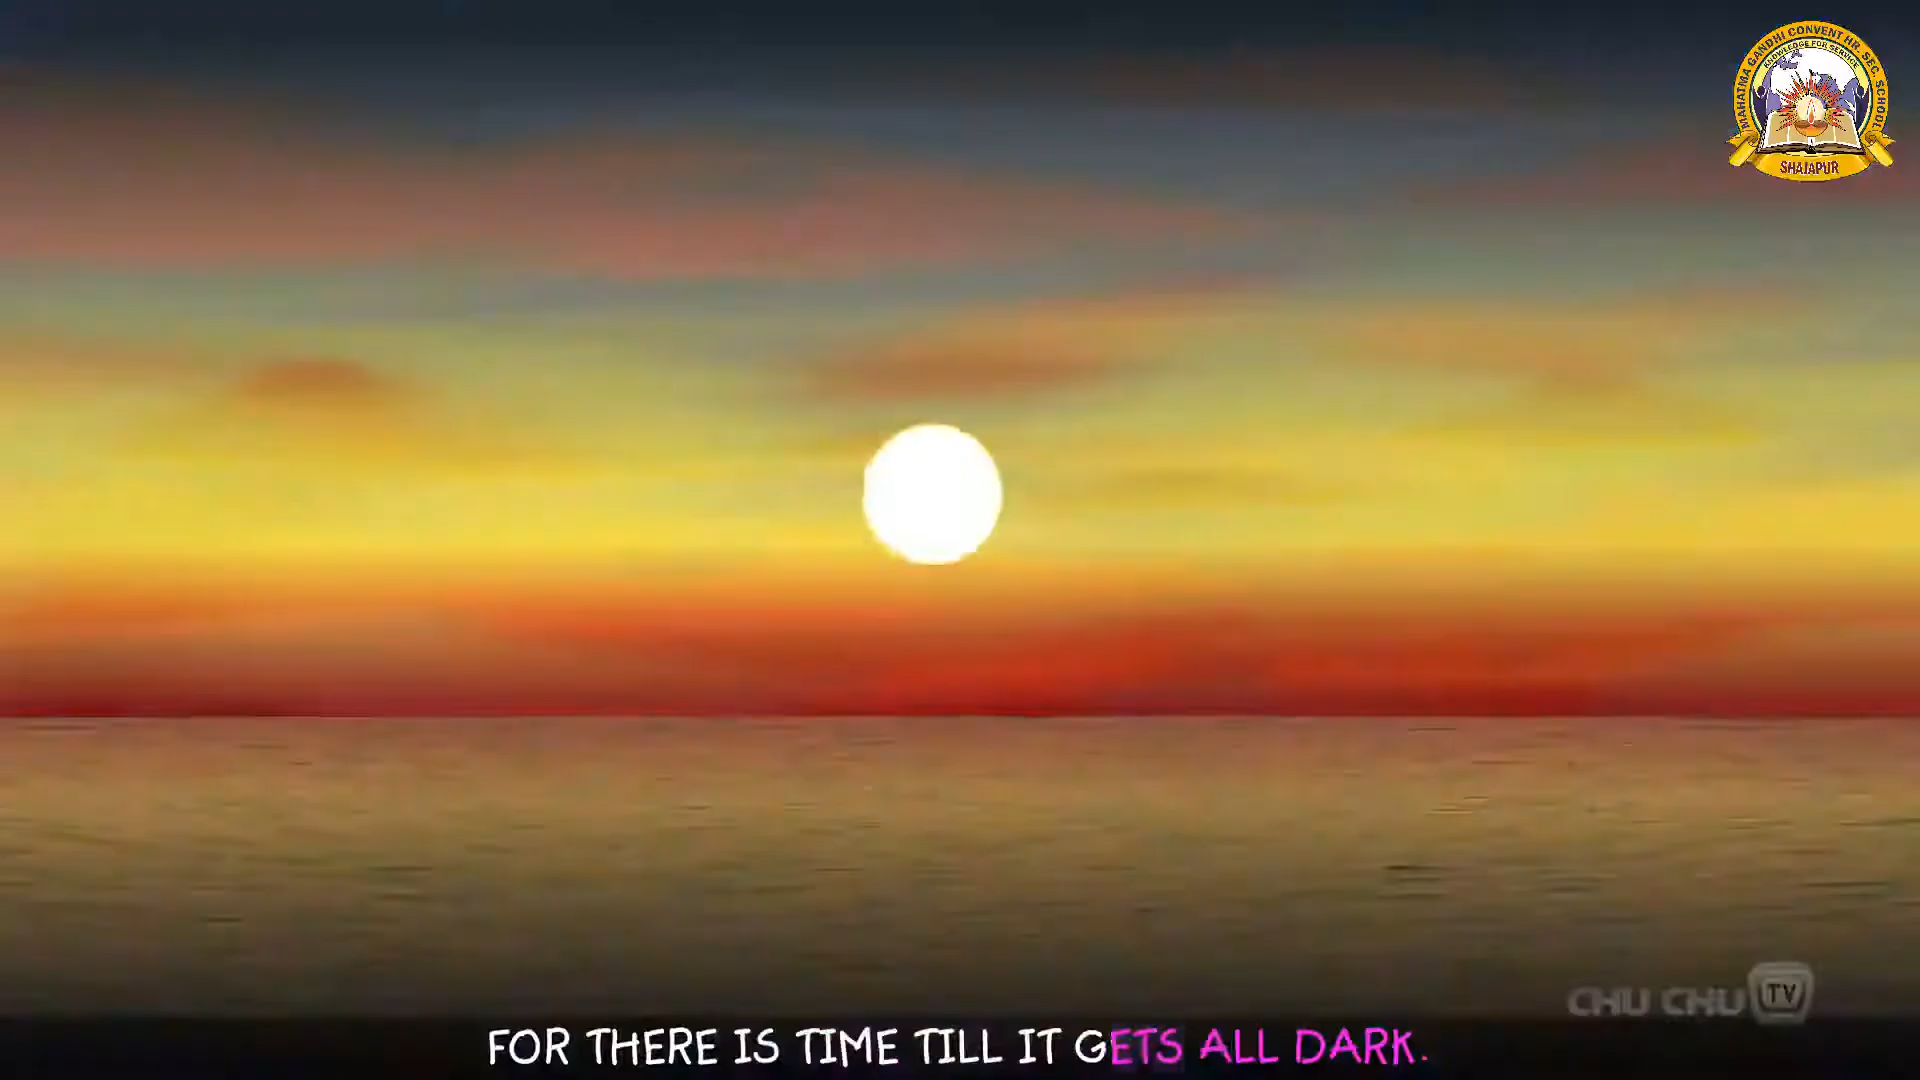 MAHATMA GANDHI CONVENT HR. SEC. SCHOOL
KNOWLEDGE FOR SERVICE
SHAJAPUR
CHU CHU TV
FOR THERE IS TIME TILL IT GETS ALL DARK.